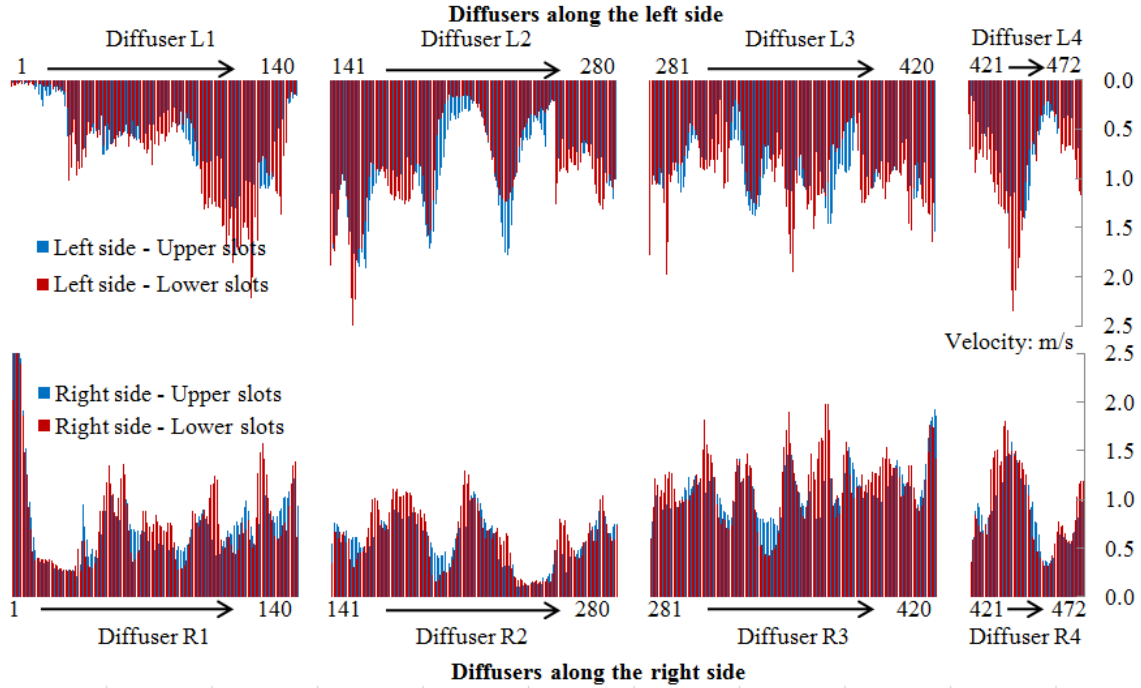 Diffusers along the left side
Diffuser L1 Diffuser L2 Diffuser L3 Diffuser L4
1 140 141 280 281 420 421 472
0.0
0.5
1.0
1.5
2.0
2.5
Left side - Upper slots
Left side - Lower slots
Velocity: m/s
2.5
2.0
1.5
1.0
0.5
0.0
Right side - Upper slots
Right side - Lower slots
1 140 141 280 281 420 421 472
Diffuser R1 Diffuser R2 Diffuser R3 Diffuser R4
Diffusers along the right side